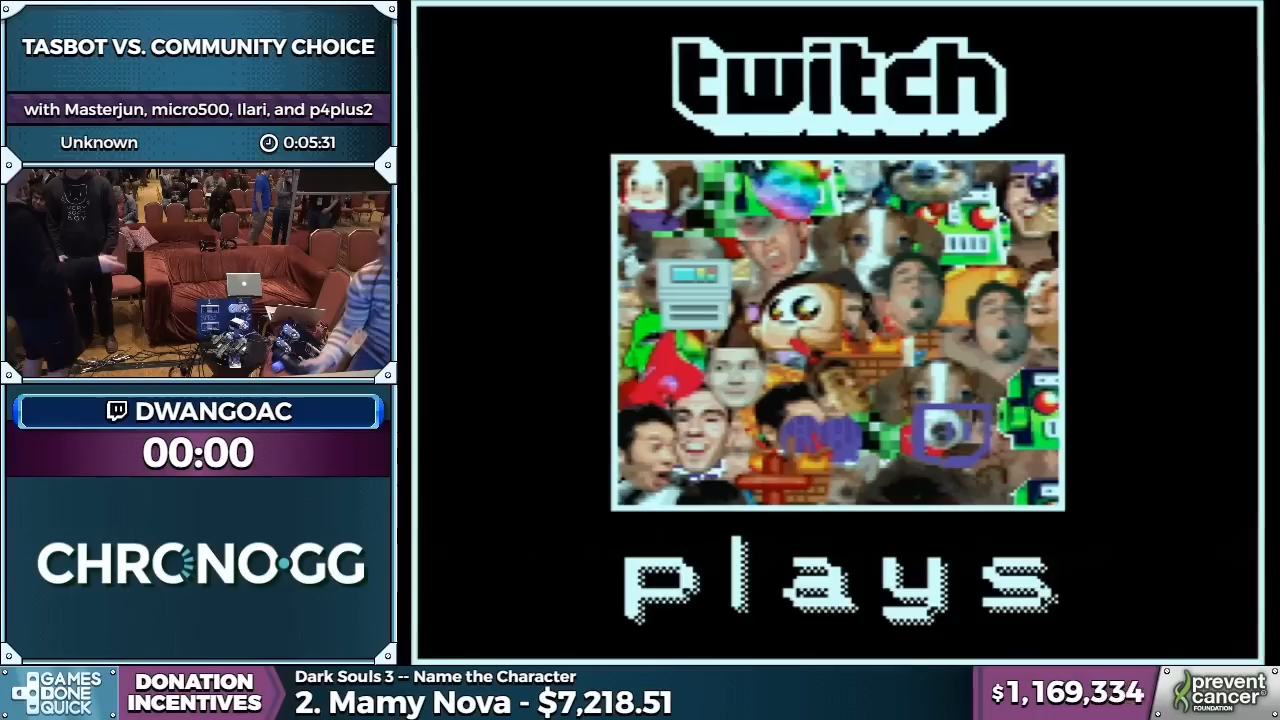 TASBOT VS. COMMUNITY CHOICE
with Masterjun, micro500, Ilari, and p4plus2
Unknown
0:05:31
DWANGOAC
00:00
CHRONO.GG
twitch
plays
GAMES DONE QUICK
DONATION INCENTIVES
Dark Souls 3 -- Name the Character
2. Mamy Nova - $7,218.51
$1,169,334
prevent cancer FOUNDATION